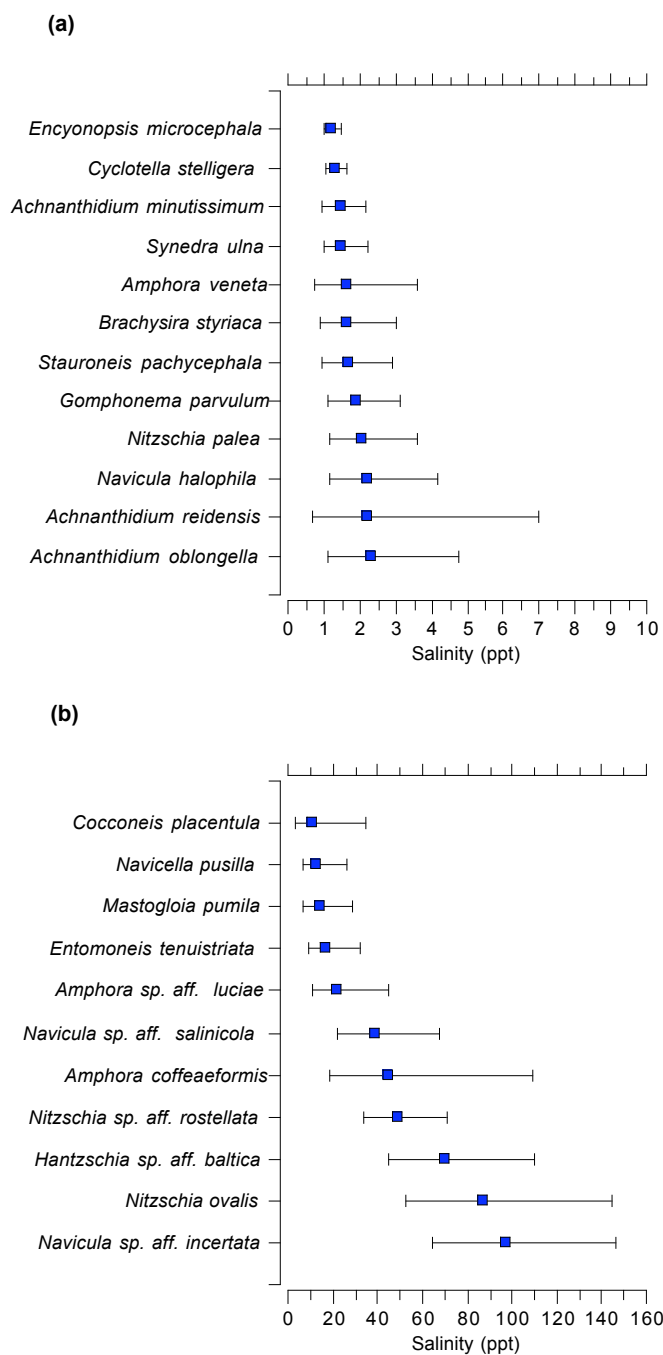 (a)
Encyonopsis microcephala
Cyclotella stelligera
Achnanthidium minutissimum
Synedra ulna
Amphora veneta
Brachysira styriaca
Stauroneis pachycephala
Gomphonema parvulum
Nitzschia palea
Navicula halophila
Achnanthidium reidensis
Achnanthidium oblongella
0 1 2 3 4 5 6 7 8 9 10
Salinity (ppt)
(b)
Cocconeis placentula
Navicella pusilla
Mastogloia pumila
Entomoneis tenuistriata
Amphora sp. aff. luciae
Navicula sp. aff. salinicola
Amphora coffeaeformis
Nitzschia sp. aff. rostellata
Hantzschia sp. aff. baltica
Nitzschia ovalis
Navicula sp. aff. incertata
0 20 40 60 80 100 120 140 160
Salinity (ppt)